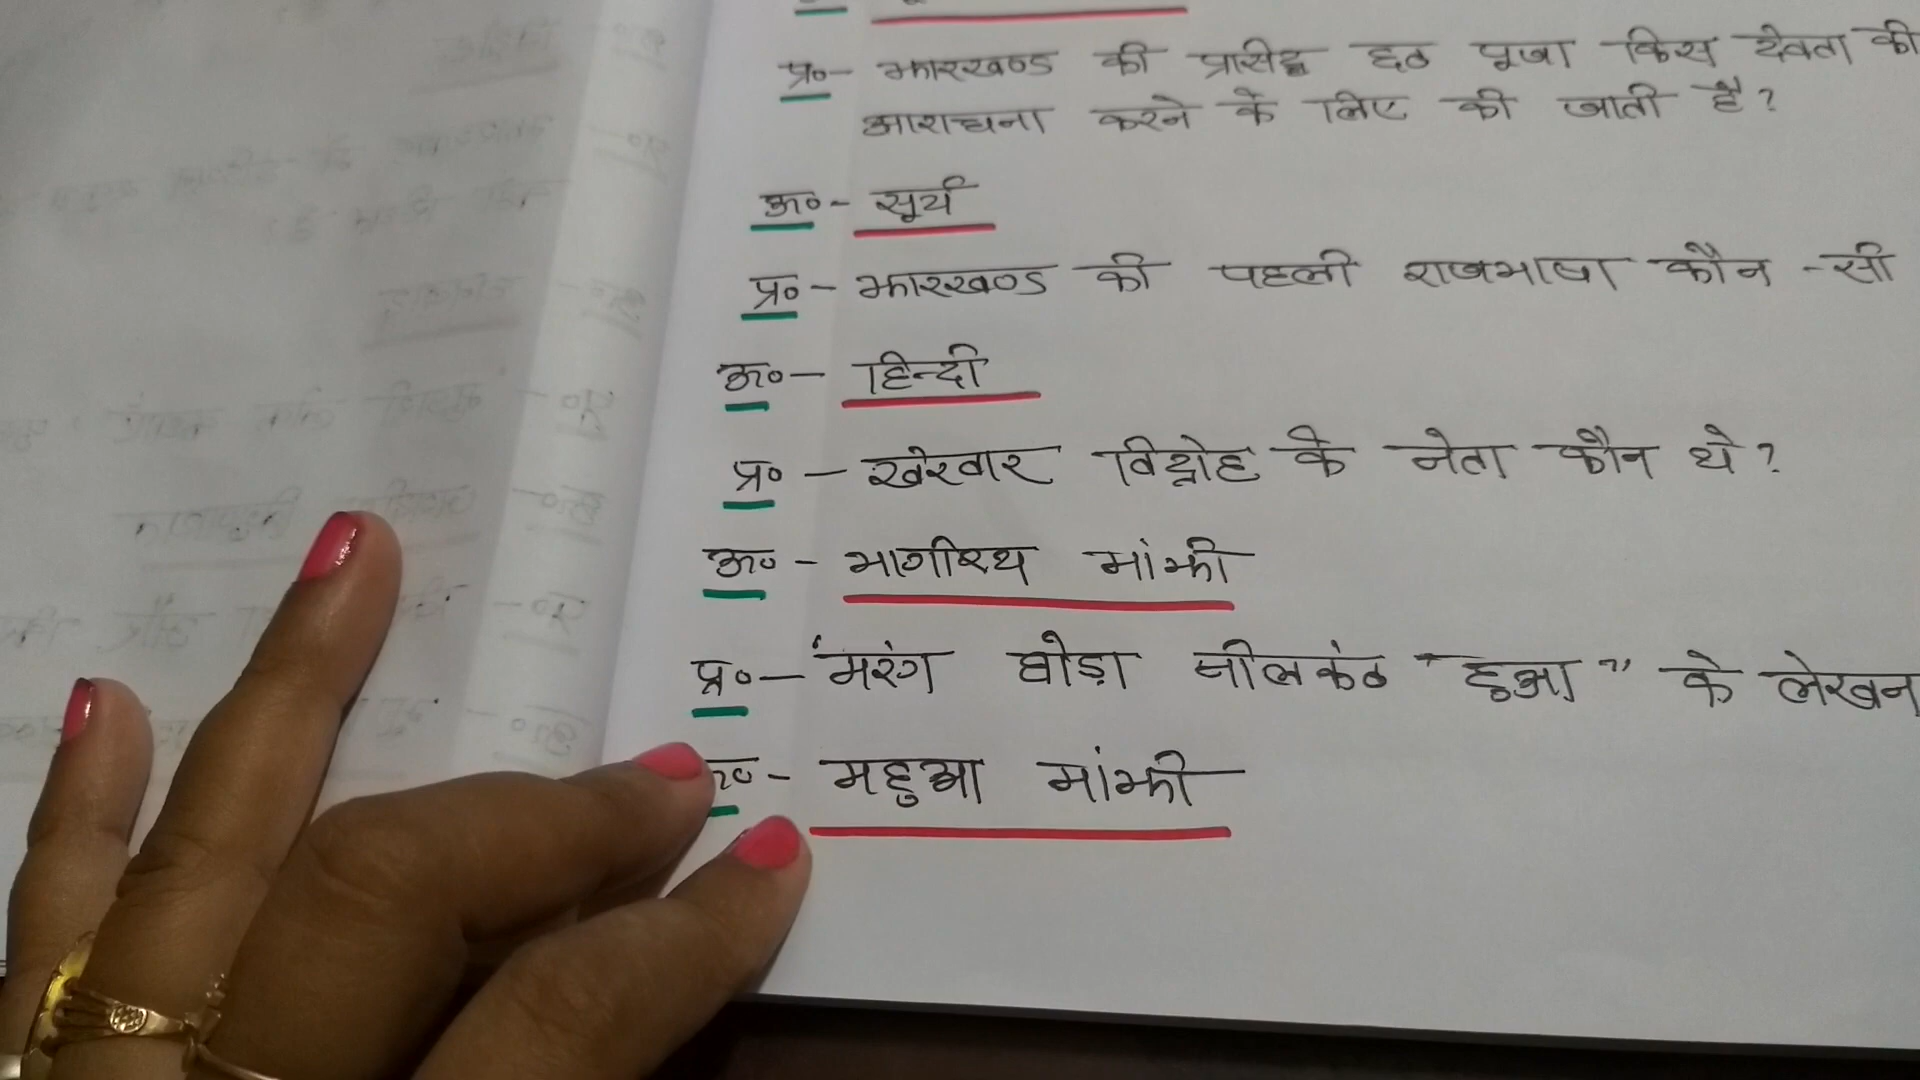 प्र०- झारखण्ड की प्रसिद्ध छठ पूजा किस देवता की
आराधना करने के लिए की जाती है?
उ०- सूर्य
प्र०- झारखण्ड की पहली राजभाषा कौन-सी
उ०- हिन्दी
प्र०- खेरवार विद्रोह के नेता कौन थे?
उ०- भागीरथ मांझी
प्र०- 'मरंग घोड़ा नीलकंठ हुआ" के लेखन
उ०- महुआ मांझी